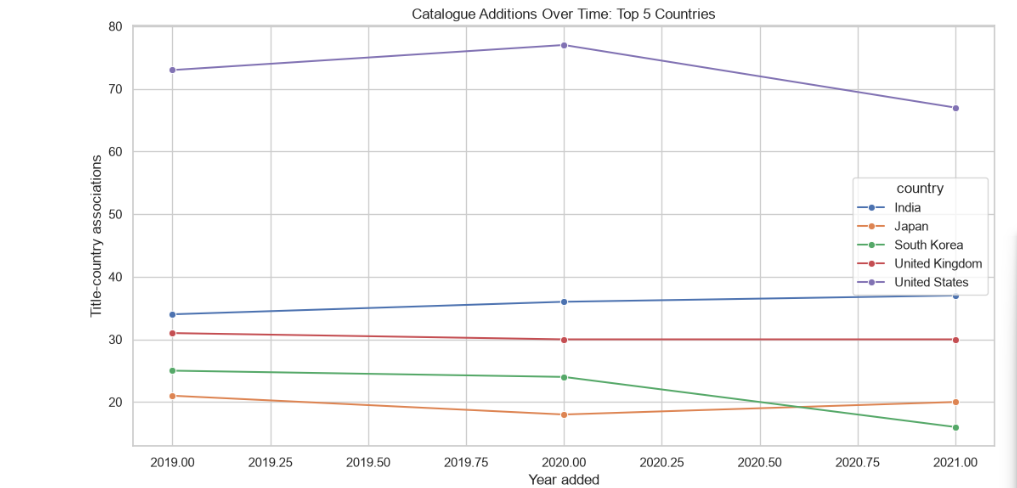 Catalogue Additions Over Time: Top 5 Countries
80
70
60
50
40
30
20
Title-country associations
country
India
Japan
South Korea
United Kingdom
United States
2019.00 2019.25 2019.50 2019.75 2020.00 2020.25 2020.50 2020.75 2021.00
Year added